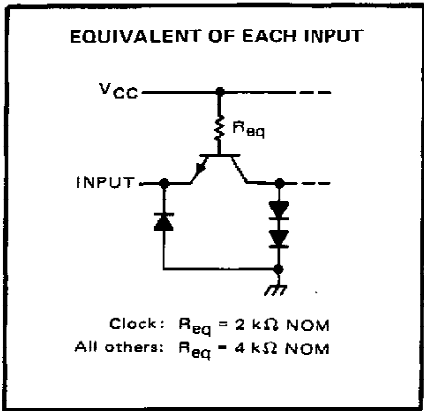 EQUIVALENT OF EACH INPUT
VCC
Req
INPUT
Clock: Req = 2 kΩ NOM
All others: Req = 4 kΩ NOM